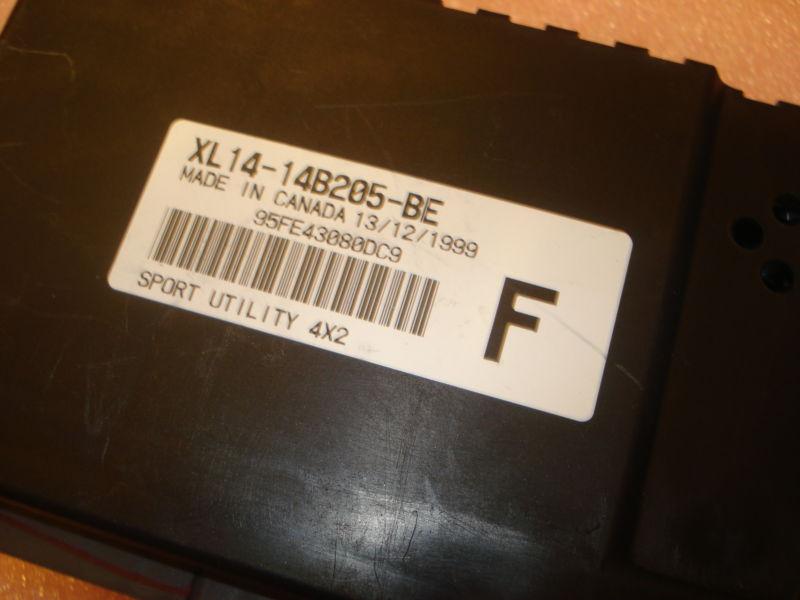 XL14-14B205-BE
MADE IN CANADA 13/12/1999
95FE43080DC9
SPORT UTILITY 4X2
F